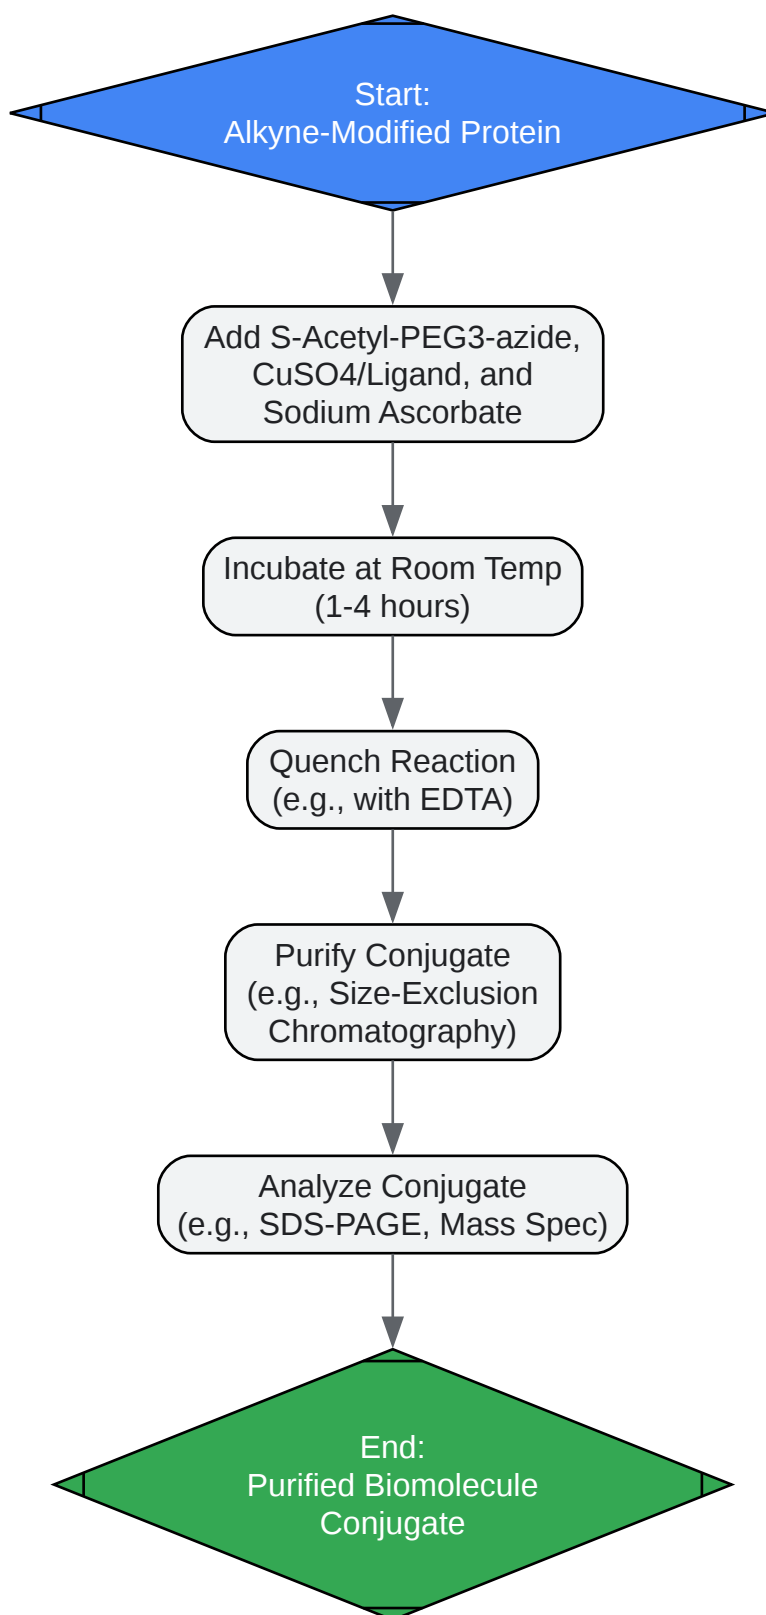 Start:
Alkyne-Modified Protein
Add S-Acetyl-PEG3-azide,
CuSO4/Ligand, and
Sodium Ascorbate
Incubate at Room Temp
(1-4 hours)
Quench Reaction
(e.g., with EDTA)
Purify Conjugate
(e.g., Size-Exclusion
Chromatography)
Analyze Conjugate
(e.g., SDS-PAGE, Mass Spec)
End:
Purified Biomolecule
Conjugate